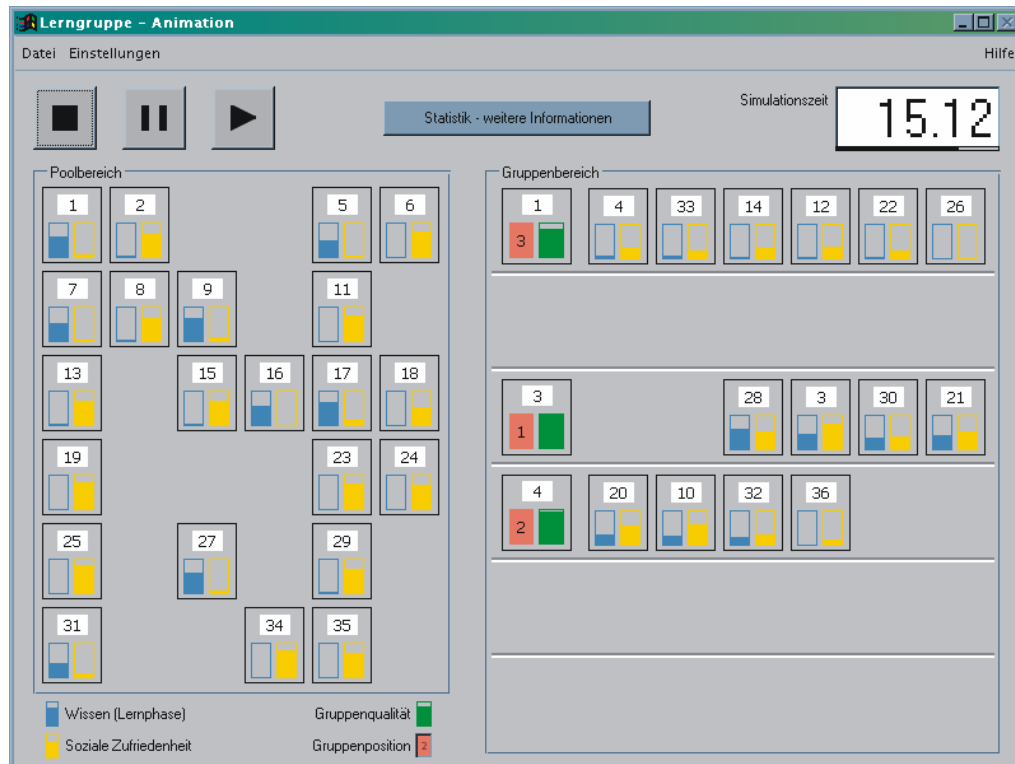 Lerngruppe - Animation
Datei Einstellungen Hilfe
Statistik - weitere Informationen
Simulationszeit 15.12
Poolbereich
1 2 5 6
7 8 9 11
13 15 16 17 18
19 23 24
25 27 29
31 34 35
Wissen (Lernphase) Gruppenqualität
Soziale Zufriedenheit Gruppenposition 2
Gruppenbereich
1 4 33 14 12 22 26
3
3 28 3 30 21
1
4 20 10 32 36
2